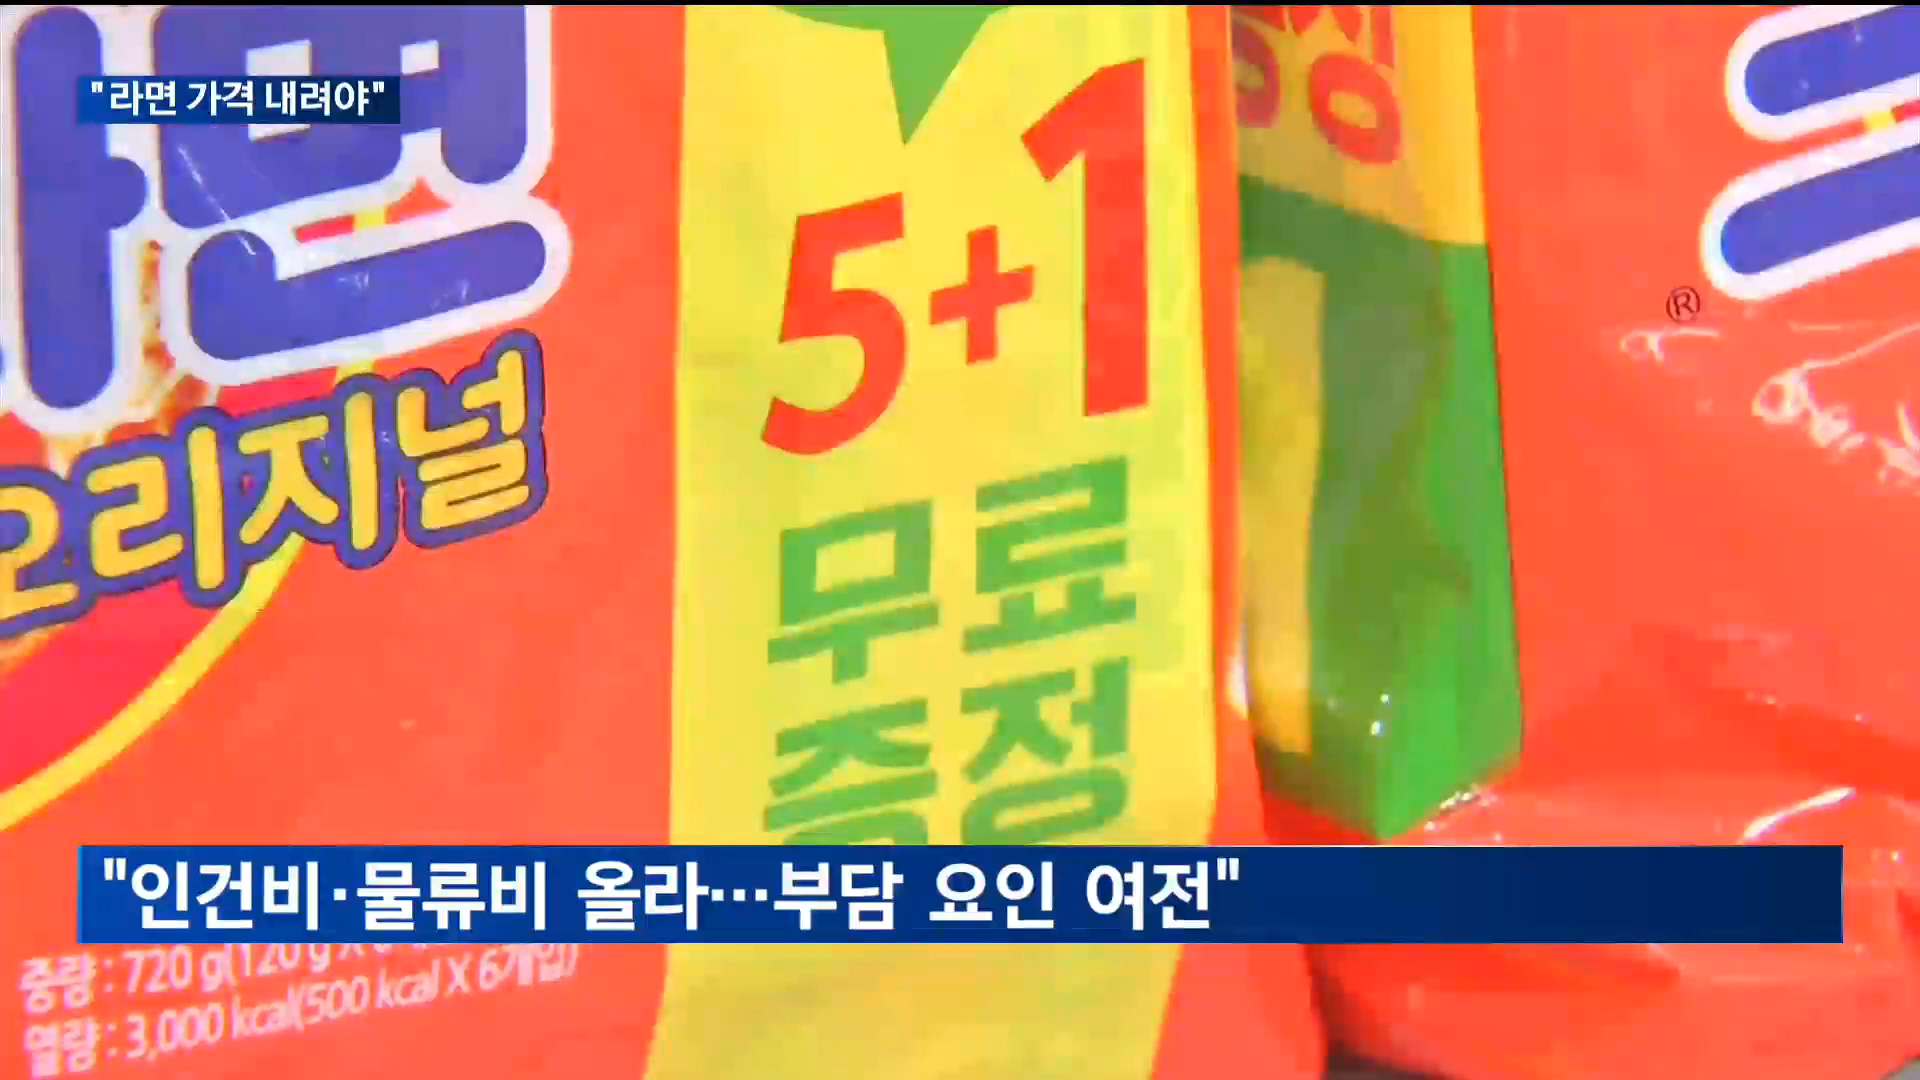 "라면 가격 내려야"
면
오리지널
5+1
무료
증정
®
"인건비·물류비 올라…부담 요인 여전"
중량 : 720 g(120 g X
열량 : 3,000 kcal(500 kcal X 6개입)